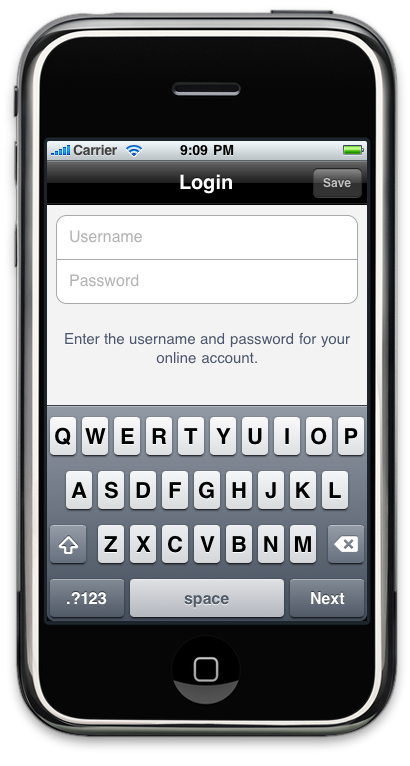 Carrier 9:09 PM
Login Save
Username
Password
Enter the username and password for your
online account.
Q W E R T Y U I O P
A S D F G H J K L
Z X C V B N M
.?123 space Next